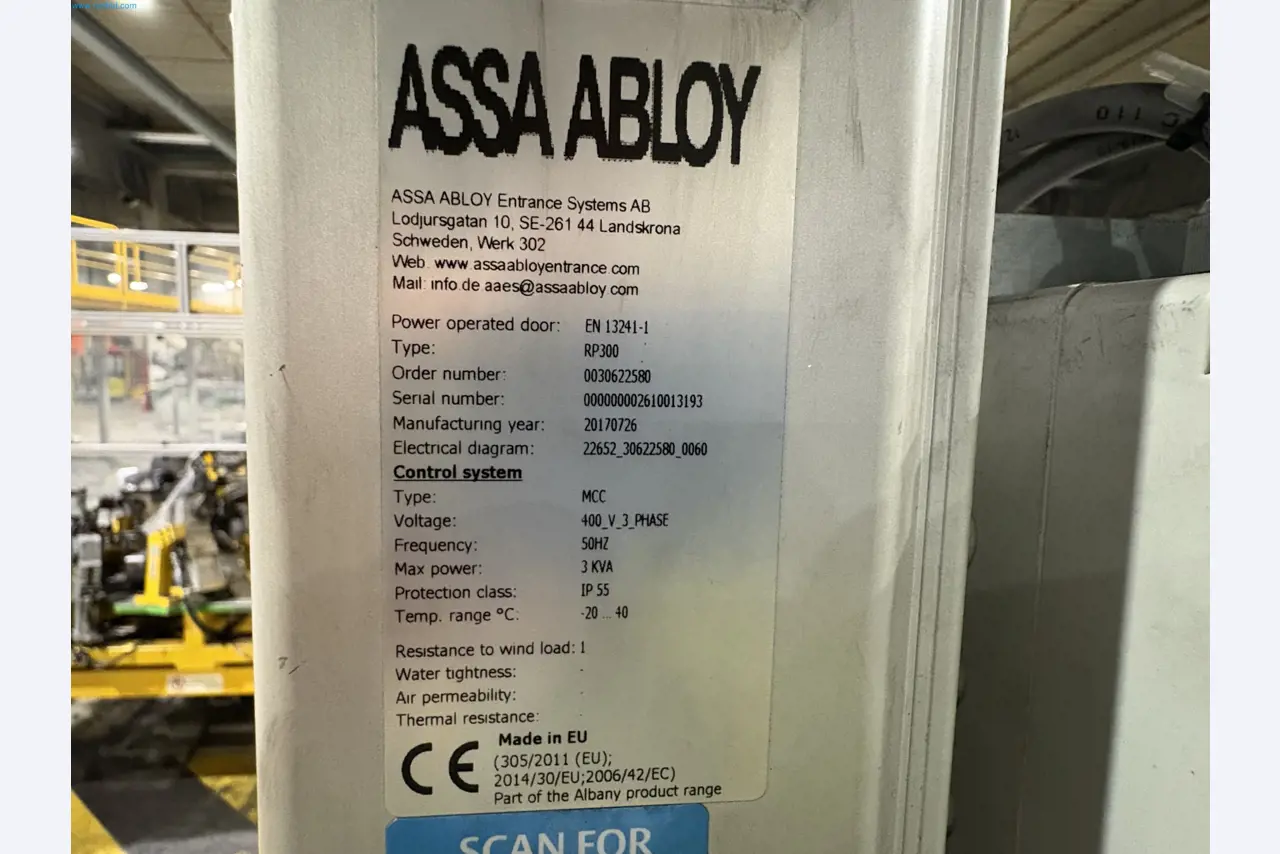 ASSA ABLOY
ASSA ABLOY Entrance Systems AB
Lodjursgatan 10, SE-261 44 Landskrona
Schweden, Werk 302
Web. www.assaabloyentrance.com
Mail: info.de.aaes@assaabloy.com
Power operated door: EN 13241-1
Type: RP300
Order number: 0030622580
Serial number: 000000002610013193
Manufacturing year: 20170726
Electrical diagram: 22652_30622580_0060
Control system
Type: MCC
Voltage: 400_V_3_PHASE
Frequency: 50HZ
Max power: 3 KVA
Protection class: IP 55
Temp. range °C: -20 ... 40
Resistance to wind load: 1
Water tightness: -
Air permeability: -
Thermal resistance: -
CE
Made in EU
(305/2011 (EU);
2014/30/EU;2006/42/EC)
Part of the Albany product range
SCAN FOR